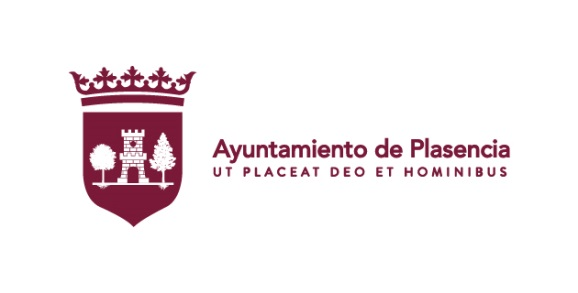 Ayuntamiento de Plasencia
UT PLACEAT DEO ET HOMINIBUS